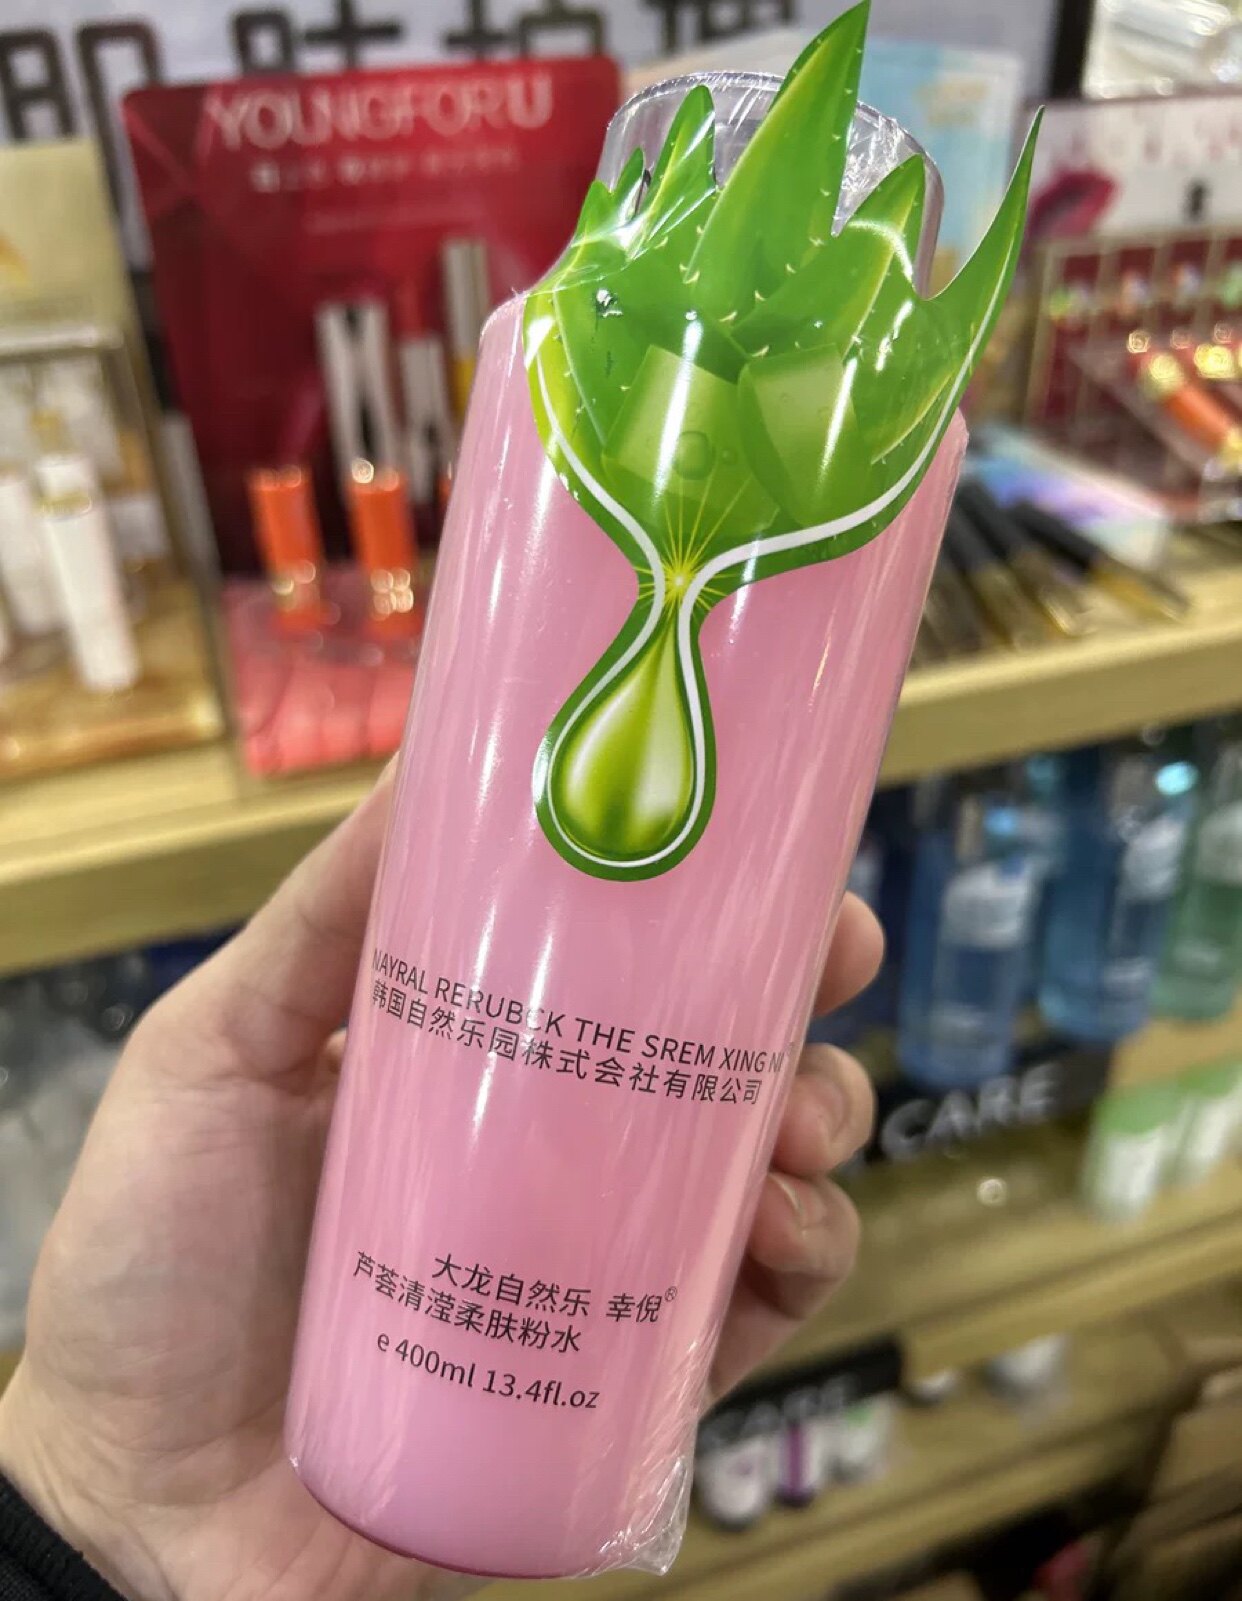 YOUNGFORU
NAYRAL RERUBECK THE SREM XING NI®
韩国自然乐园株式会社有限公司
大龙自然乐 幸倪®
芦荟清滢柔肤粉水
e 400ml 13.4fl.oz
CARE
CARE